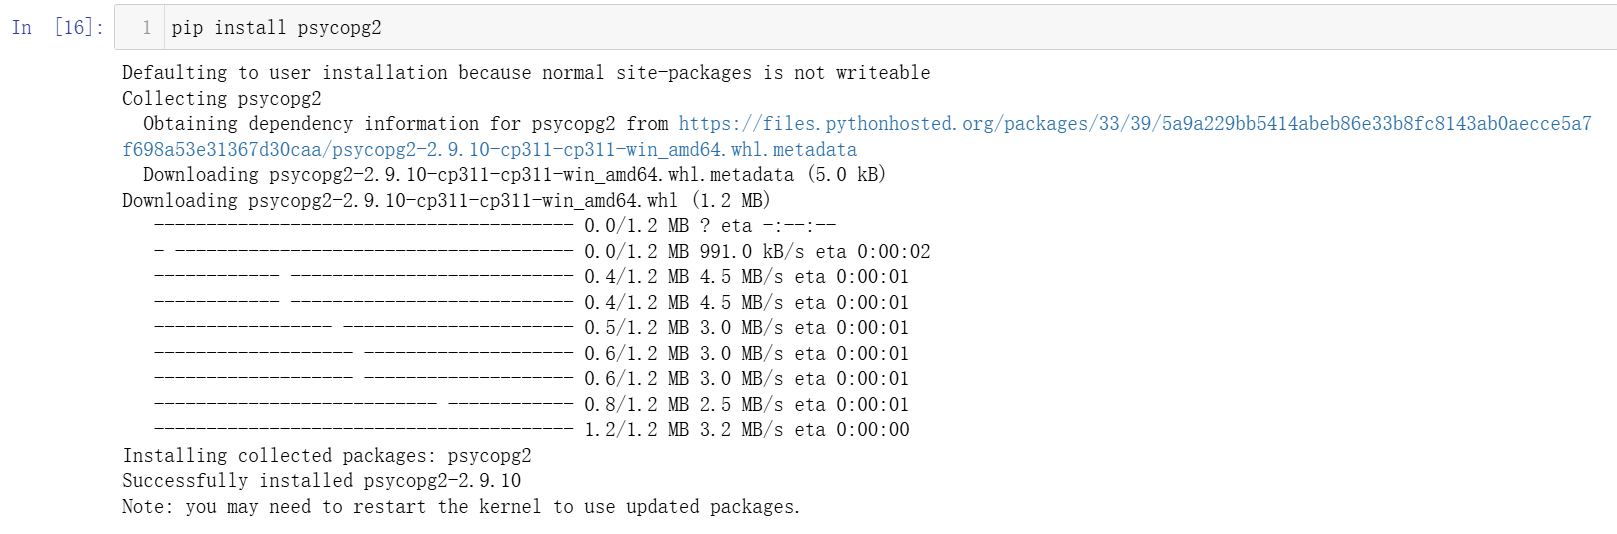 In [16]: 1 pip install psycopg2
Defaulting to user installation because normal site-packages is not writeable
Collecting psycopg2
  Obtaining dependency information for psycopg2 from https://files.pythonhosted.org/packages/33/39/5a9a229bb5414abeb86e33b8fc8143ab0aecce5a7
f698a53e31367d30caa/psycopg2-2.9.10-cp311-cp311-win_amd64.whl.metadata
  Downloading psycopg2-2.9.10-cp311-cp311-win_amd64.whl.metadata (5.0 kB)
Downloading psycopg2-2.9.10-cp311-cp311-win_amd64.whl (1.2 MB)
   ---------------------------------------- 0.0/1.2 MB ? eta -:--:--
   - -------------------------------------- 0.0/1.2 MB 991.0 kB/s eta 0:00:02
   ------------ --------------------------- 0.4/1.2 MB 4.5 MB/s eta 0:00:01
   ------------ --------------------------- 0.4/1.2 MB 4.5 MB/s eta 0:00:01
   ----------------- ---------------------- 0.5/1.2 MB 3.0 MB/s eta 0:00:01
   ------------------- -------------------- 0.6/1.2 MB 3.0 MB/s eta 0:00:01
   ------------------- -------------------- 0.6/1.2 MB 3.0 MB/s eta 0:00:01
   --------------------------- ------------ 0.8/1.2 MB 2.5 MB/s eta 0:00:01
   ---------------------------------------- 1.2/1.2 MB 3.2 MB/s eta 0:00:00
Installing collected packages: psycopg2
Successfully installed psycopg2-2.9.10
Note: you may need to restart the kernel to use updated packages.